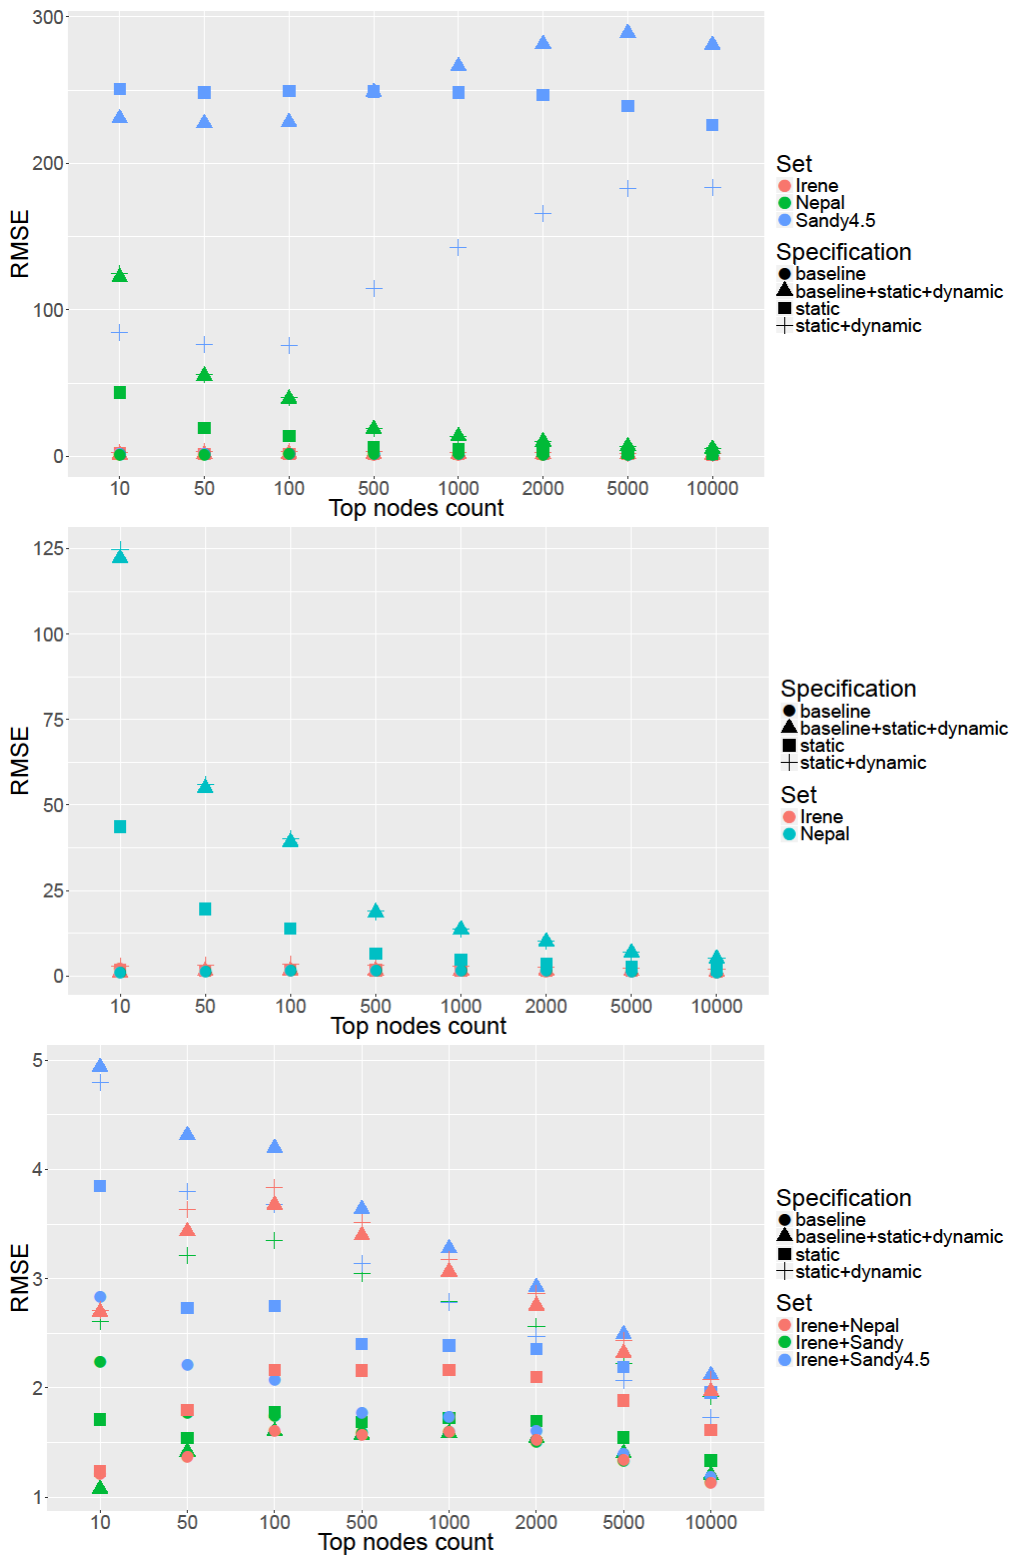 300
200
100
0
RMSE
10 50 100 500 1000 2000 5000 10000
Top nodes count
Set
Irene
Nepal
Sandy4.5
Specification
baseline
baseline+static+dynamic
static
static+dynamic
125
100
75
50
25
0
RMSE
10 50 100 500 1000 2000 5000 10000
Top nodes count
Specification
baseline
baseline+static+dynamic
static
static+dynamic
Set
Irene
Nepal
5
4
3
2
1
RMSE
10 50 100 500 1000 2000 5000 10000
Top nodes count
Specification
baseline
baseline+static+dynamic
static
static+dynamic
Set
Irene+Nepal
Irene+Sandy
Irene+Sandy4.5